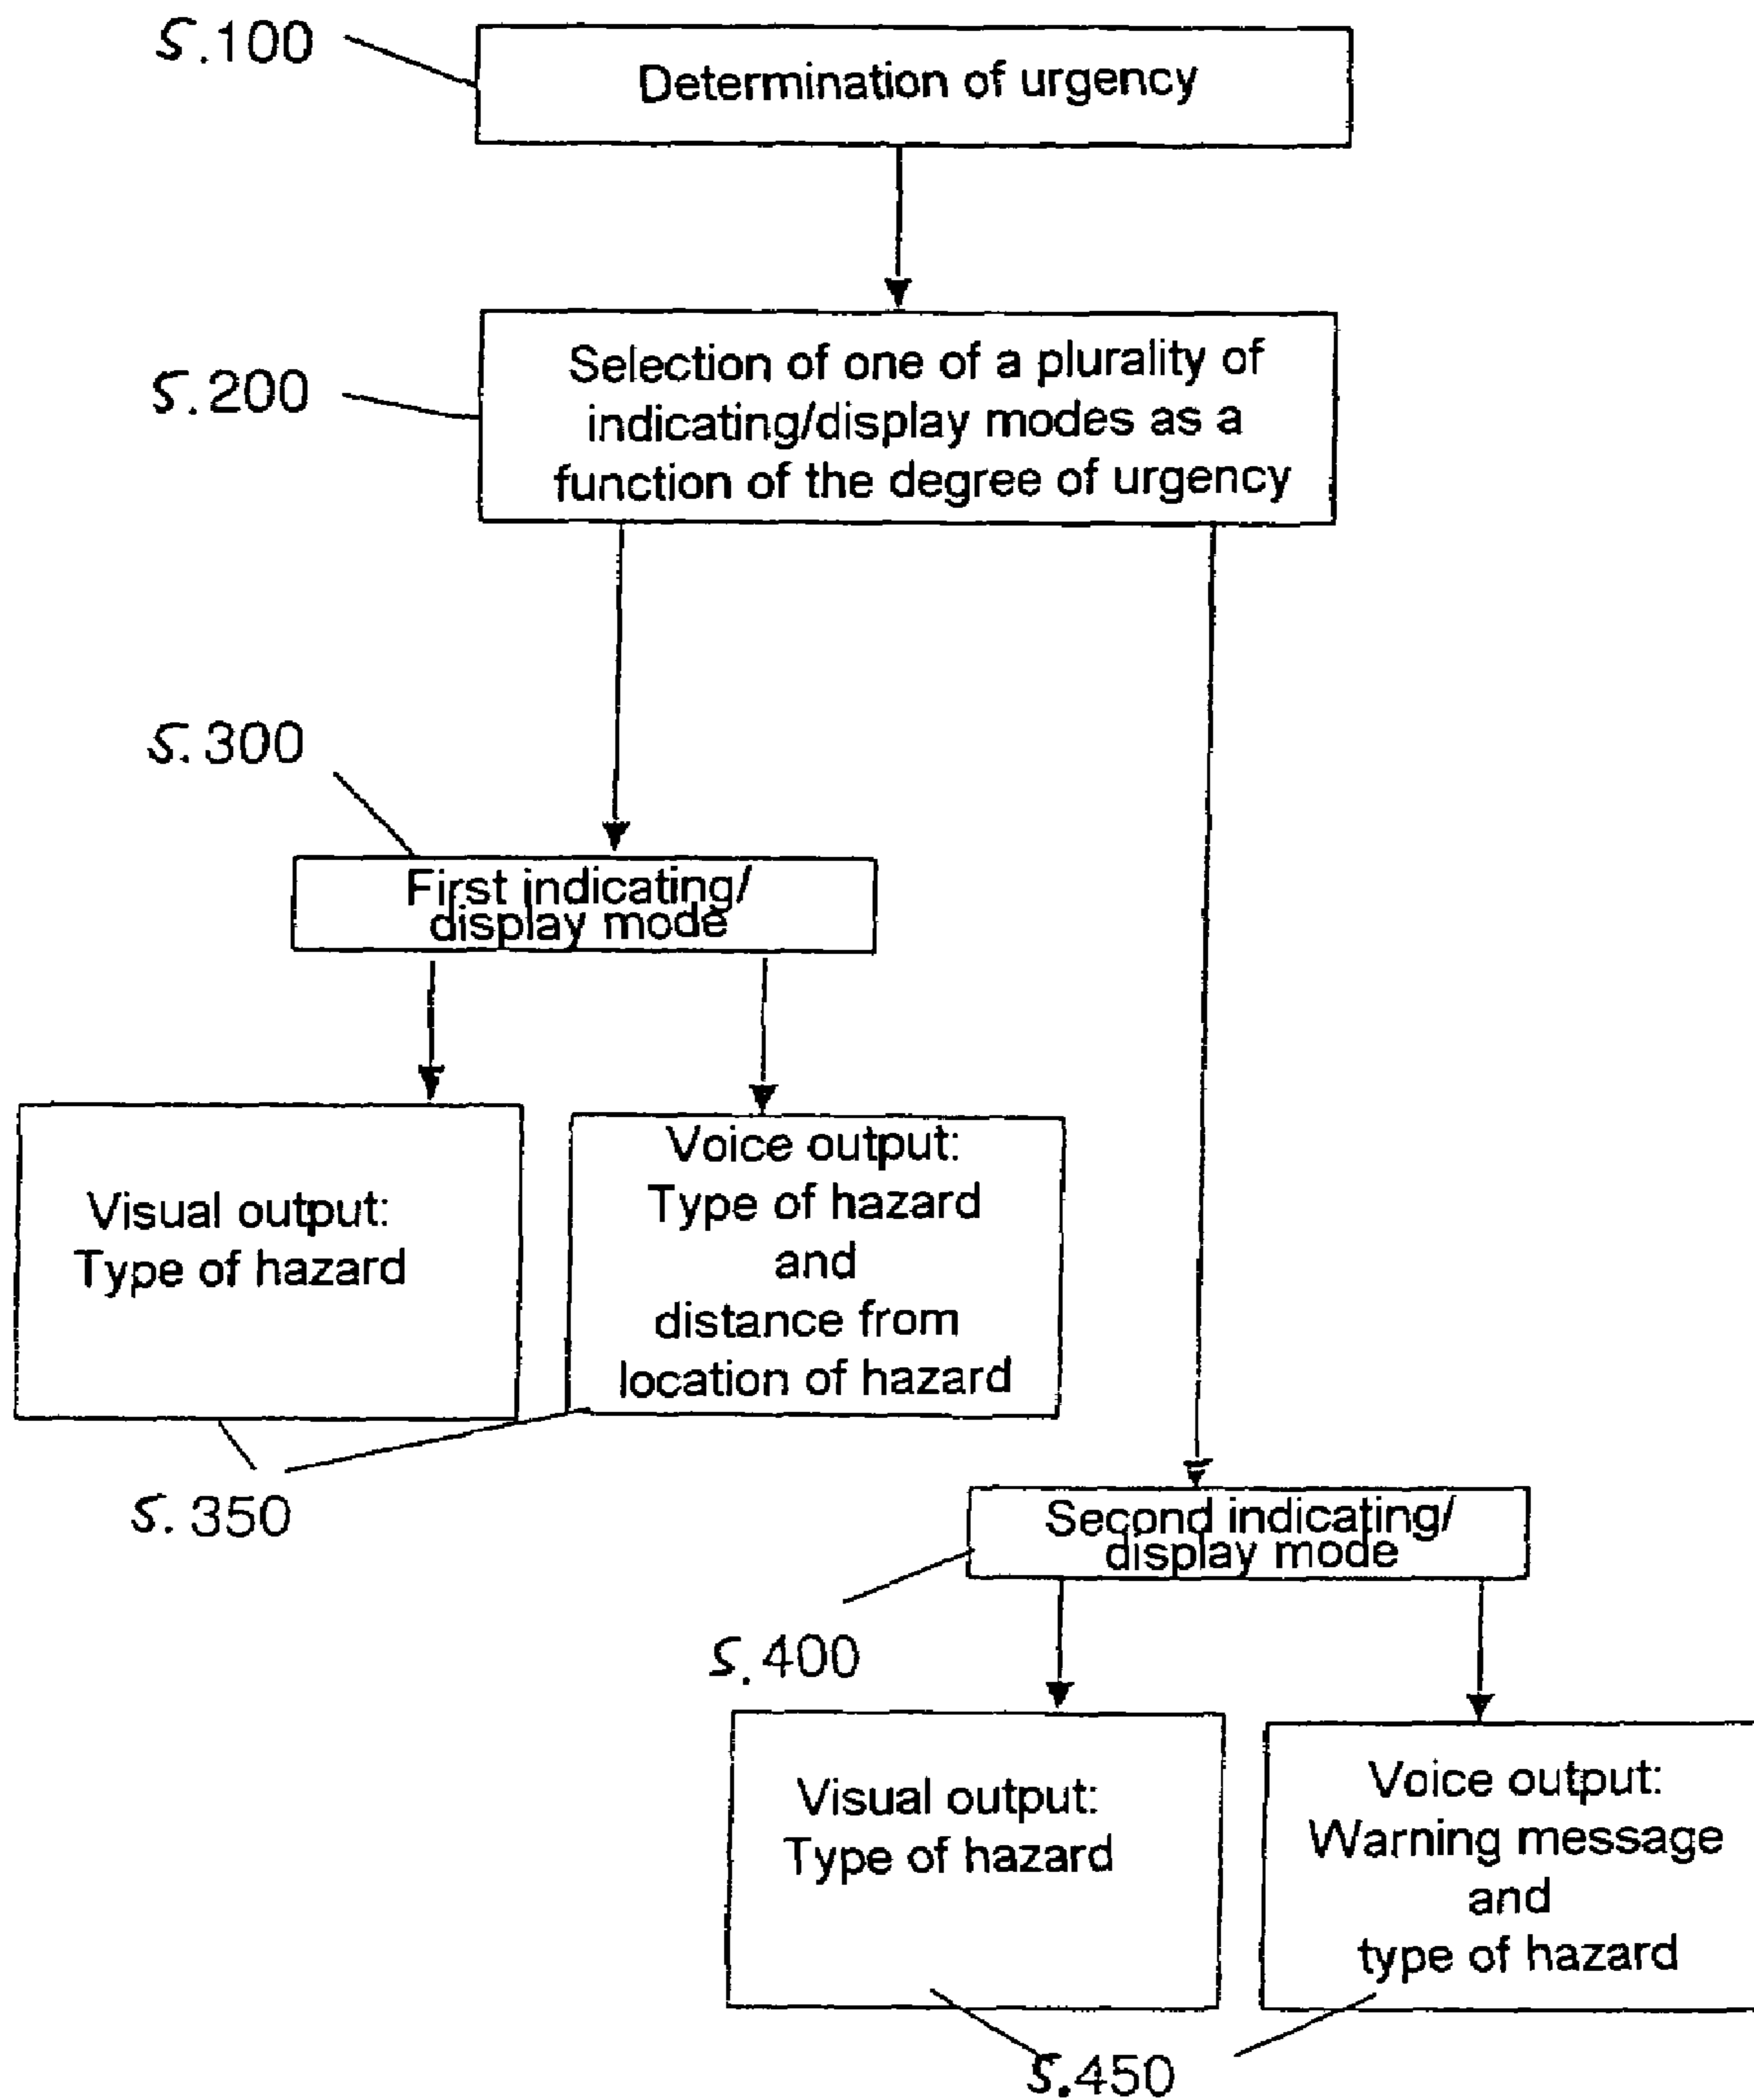 S.100
Determination of urgency
S.200
Selection of one of a plurality of
indicating/display modes as a
function of the degree of urgency
S.300
First indicating/
display mode
Visual output:
Type of hazard
Voice output:
Type of hazard
and
distance from
location of hazard
S.350
Second indicating/
display mode
S.400
Visual output:
Type of hazard
Voice output:
Warning message
and
type of hazard
S.450